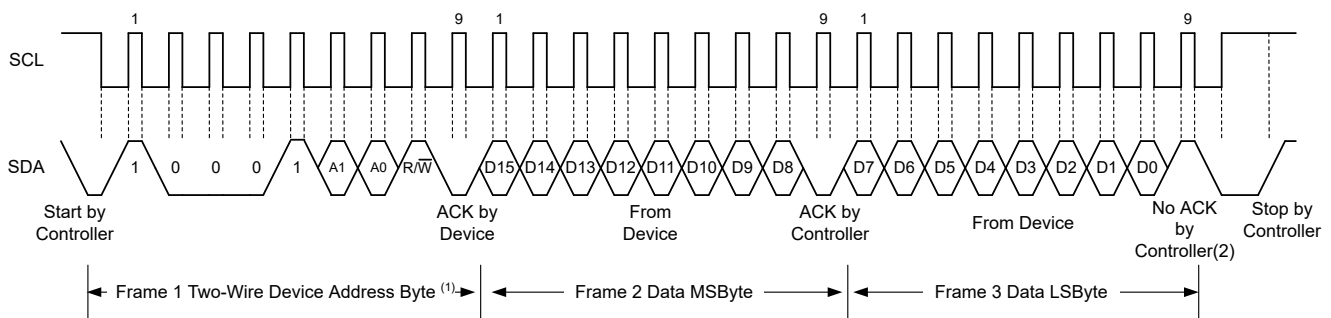 1 9 1 9 1 9
SCL
SDA
1 0 0 0 1 A1 A0 R/W̅ D15 D14 D13 D12 D11 D10 D9 D8 D7 D6 D5 D4 D3 D2 D1 D0
Start by
Controller
ACK by
Device
From
Device
ACK by
Controller
From Device
No ACK
by
Controller(2)
Stop by
Controller
Frame 1 Two-Wire Device Address Byte (1)
Frame 2 Data MSByte
Frame 3 Data LSByte